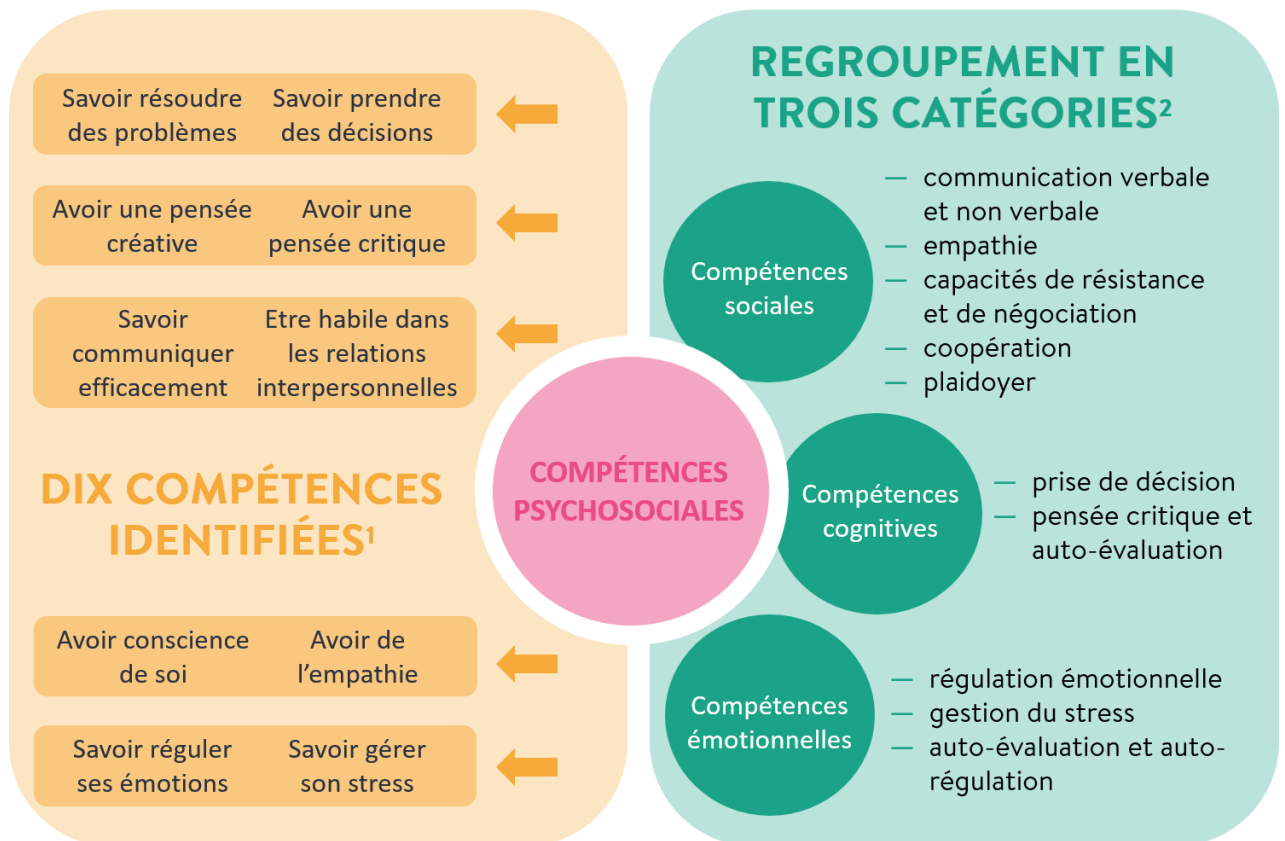 Savoir résoudre
des problèmes
Savoir prendre
des décisions
Avoir une pensée
créative
Avoir une
pensée critique
Savoir
communiquer
efficacement
Etre habile dans
les relations
interpersonnelles
DIX COMPÉTENCES
IDENTIFIÉES¹
Avoir conscience
de soi
Avoir de
l’empathie
Savoir réguler
ses émotions
Savoir gérer
son stress
COMPÉTENCES
PSYCHOSOCIALES
REGROUPEMENT EN
TROIS CATÉGORIES²
Compétences
sociales
— communication verbale
et non verbale
— empathie
— capacités de résistance
et de négociation
— coopération
— plaidoyer
Compétences
cognitives
— prise de décision
— pensée critique et
auto-évaluation
Compétences
émotionnelles
— régulation émotionnelle
— gestion du stress
— auto-évaluation et auto-
régulation